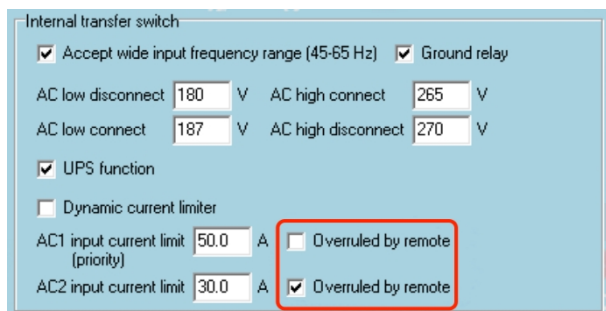 Internal transfer switch
Accept wide input frequency range (45-65 Hz) Ground relay
AC low disconnect 180 V AC high connect 265 V
AC low connect 187 V AC high disconnect 270 V
UPS function
Dynamic current limiter
AC1 input current limit 50.0 A Overruled by remote
(priority)
AC2 input current limit 30.0 A Overruled by remote